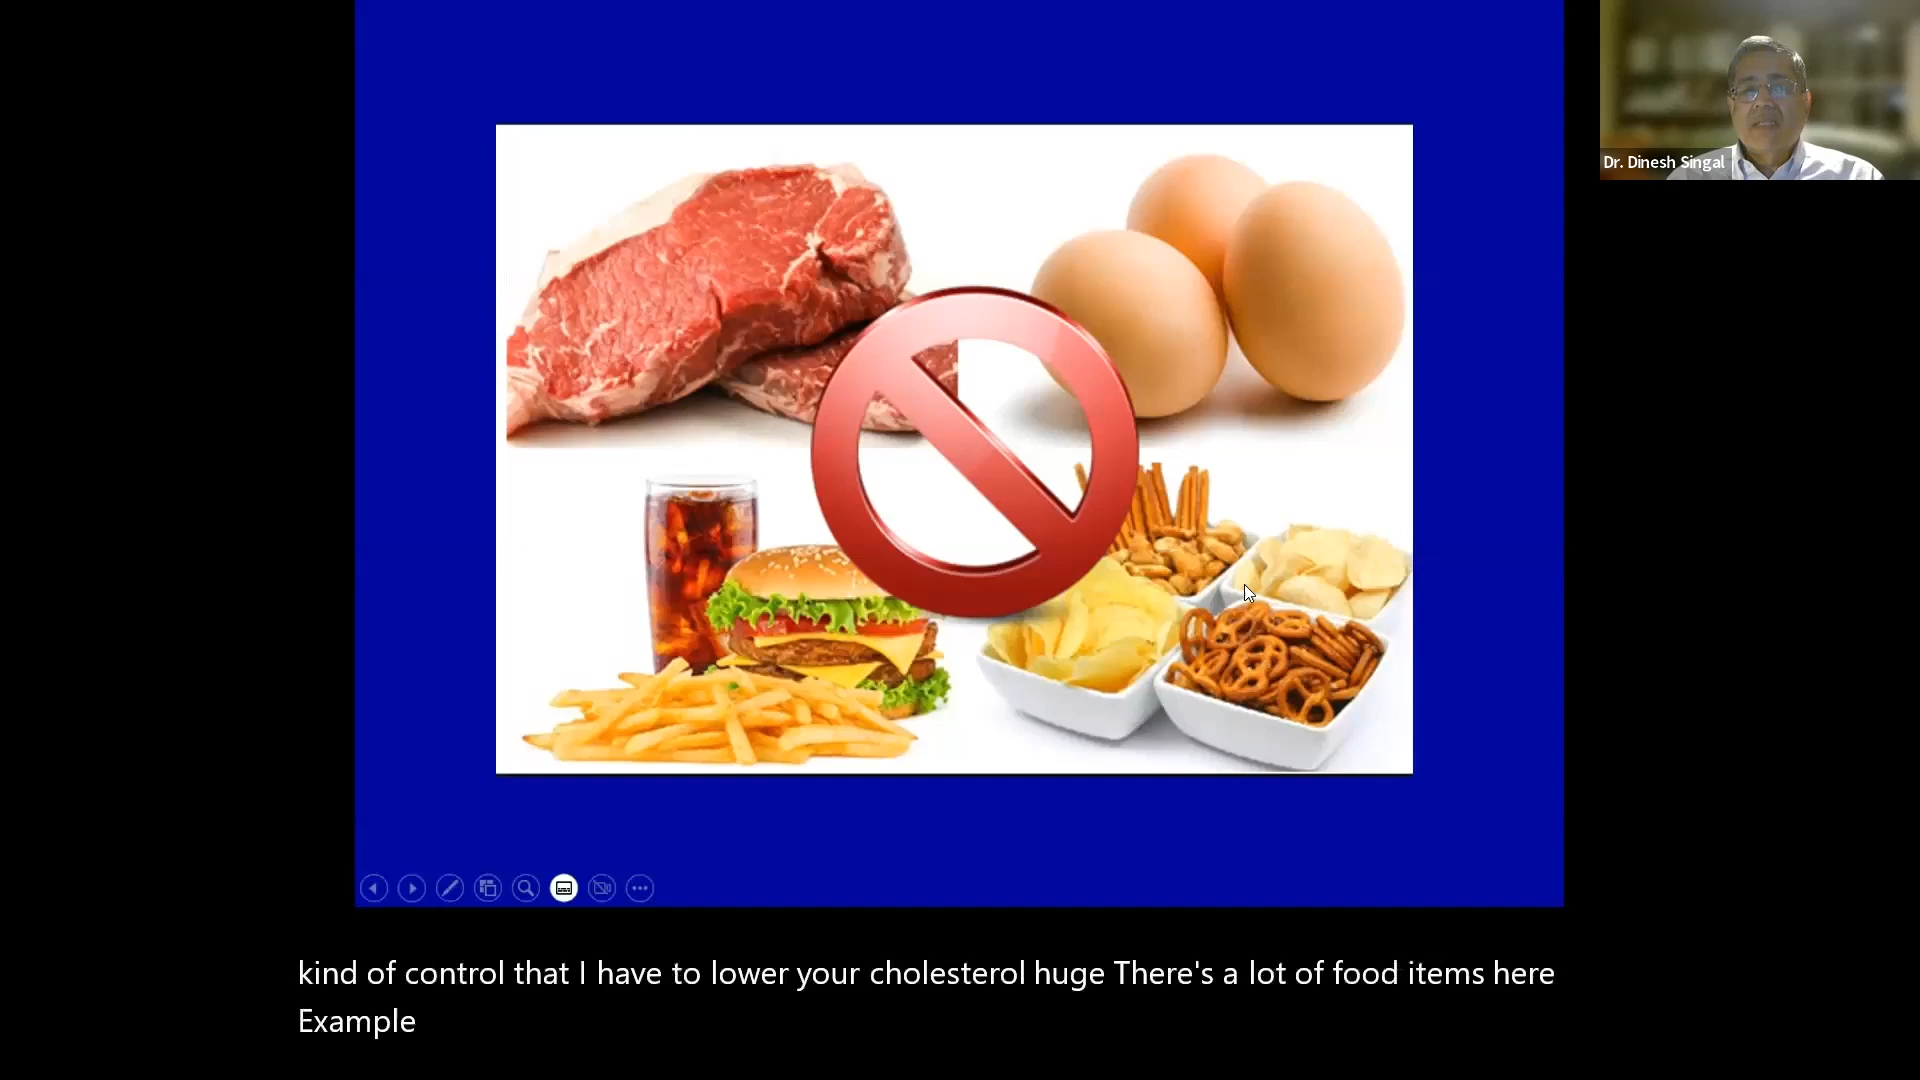 Dr. Dinesh Singal
kind of control that I have to lower your cholesterol huge There's a lot of food items here
Example